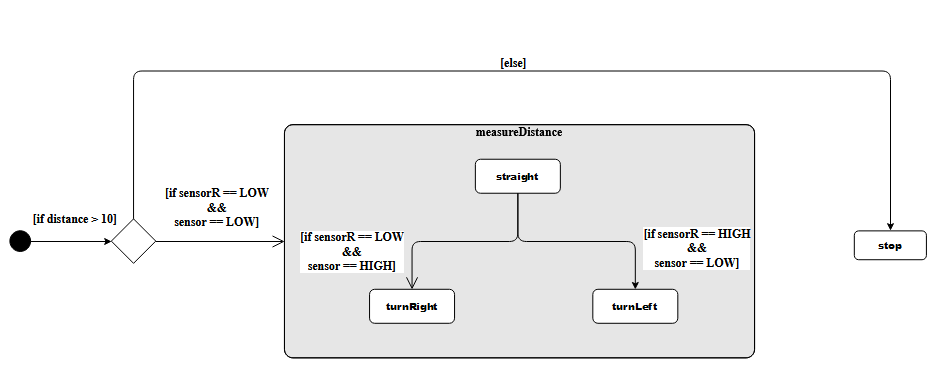 [else]
measureDistance
straight
[if sensorR == LOW
&&
sensor == LOW]
[if distance > 10]
[if sensorR == LOW
&&
sensor == HIGH]
[if sensorR == HIGH
&&
sensor == LOW]
stop
turnRight
turnLeft